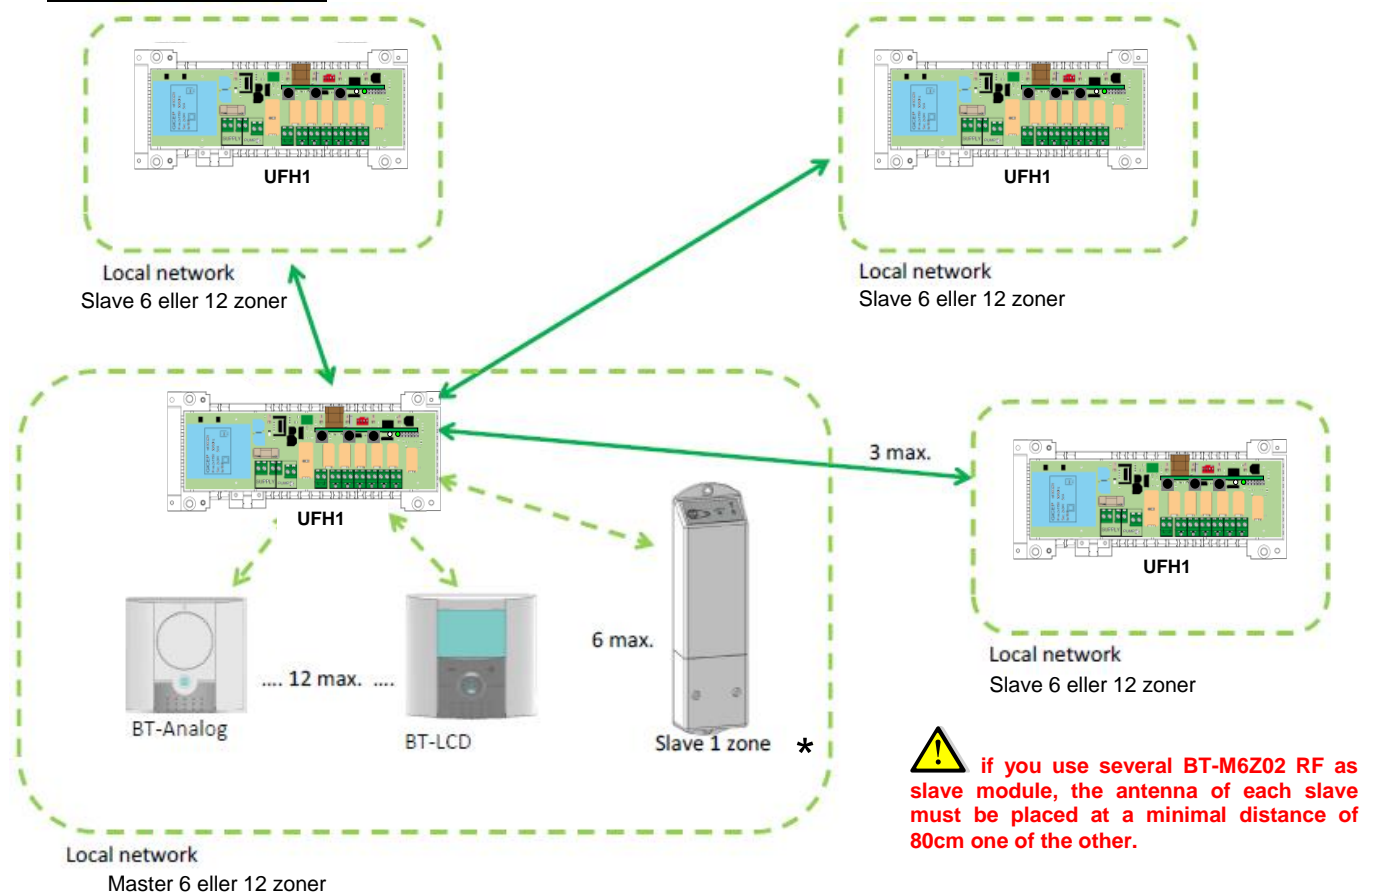 UFH1
Local network
Slave 6 eller 12 zoner
UFH1
Local network
Slave 6 eller 12 zoner
UFH1
3 max.
UFH1
Local network
Slave 6 eller 12 zoner
6 max.
.... 12 max. ....
BT-Analog
BT-LCD
Slave 1 zone *
if you use several BT-M6Z02 RF as
slave module, the antenna of each slave
must be placed at a minimal distance of
80cm one of the other.
Local network
Master 6 eller 12 zoner